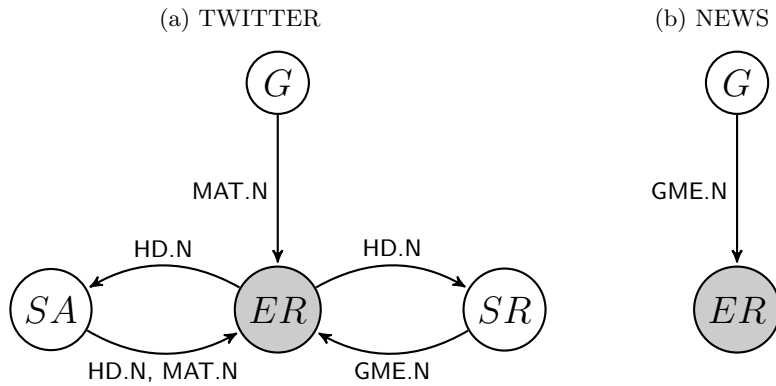 (a) TWITTER
(b) NEWS
G
G
MAT.N
GME.N
HD.N
HD.N
SA
ER
SR
ER
HD.N, MAT.N
GME.N